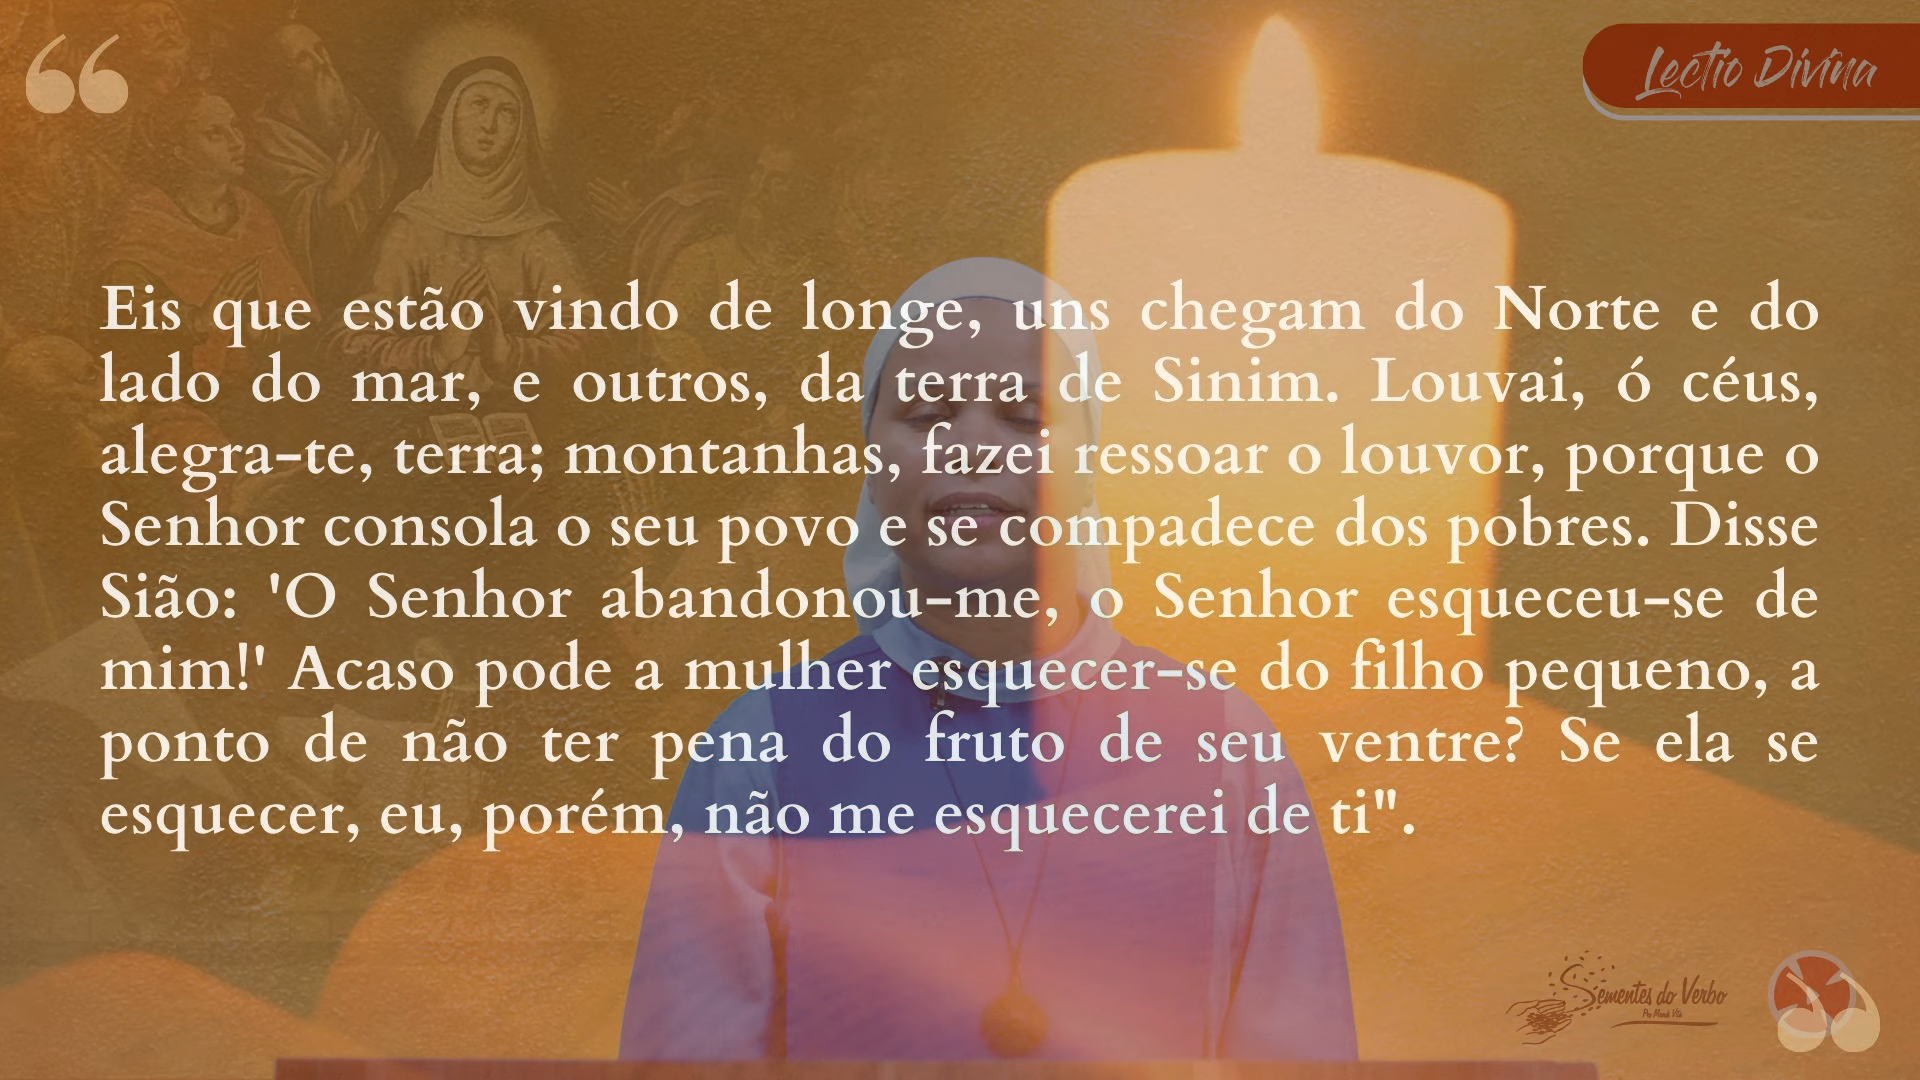 Lectio Divina
Eis que estão vindo de longe, uns chegam do Norte e do
lado do mar, e outros, da terra de Sinim. Louvai, ó céus,
alegra-te, terra; montanhas, fazei ressoar o louvor, porque o
Senhor consola o seu povo e se compadece dos pobres. Disse
Sião: 'O Senhor abandonou-me, o Senhor esqueceu-se de
mim!' Acaso pode a mulher esquecer-se do filho pequeno, a
ponto de não ter pena do fruto de seu ventre? Se ela se
esquecer, eu, porém, não me esquecerei de ti".
Sementes do Verbo